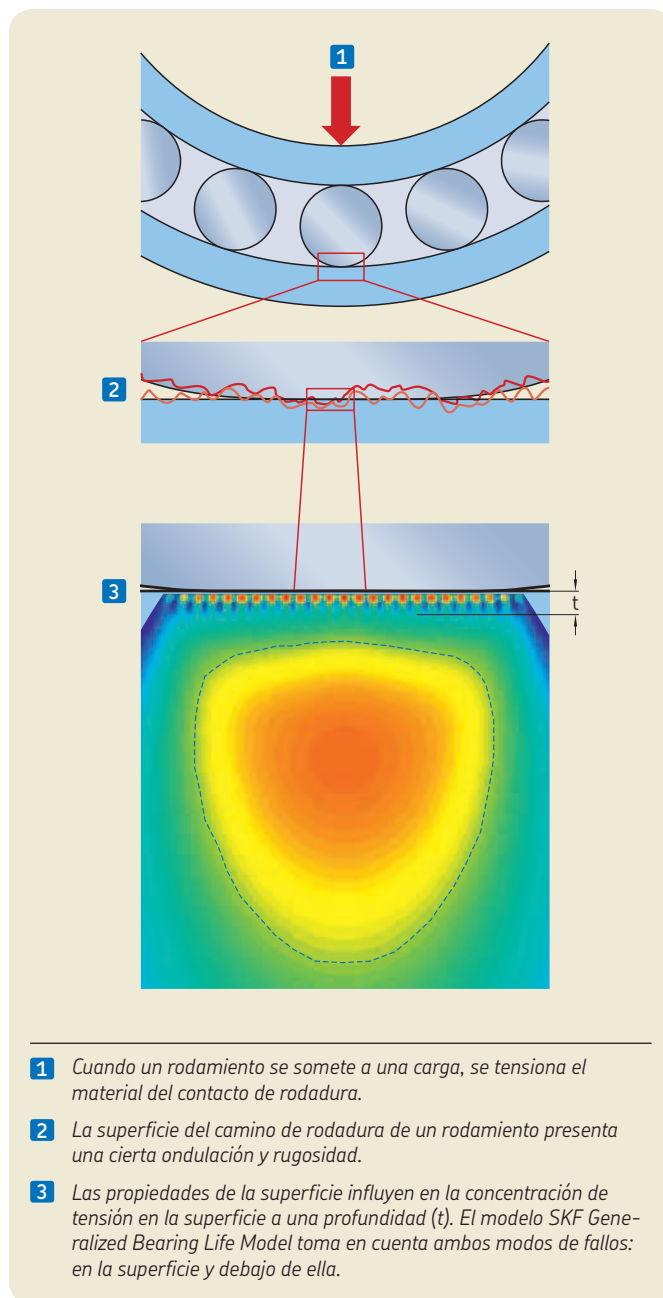 1
2
3
t
1 Cuando un rodamiento se somete a una carga, se tensiona el
material del contacto de rodadura.
2 La superficie del camino de rodadura de un rodamiento presenta
una cierta ondulación y rugosidad.
3 Las propiedades de la superficie influyen en la concentración de
tensión en la superficie a una profundidad (t). El modelo SKF Gene-
ralized Bearing Life Model toma en cuenta ambos modos de fallos:
en la superficie y debajo de ella.